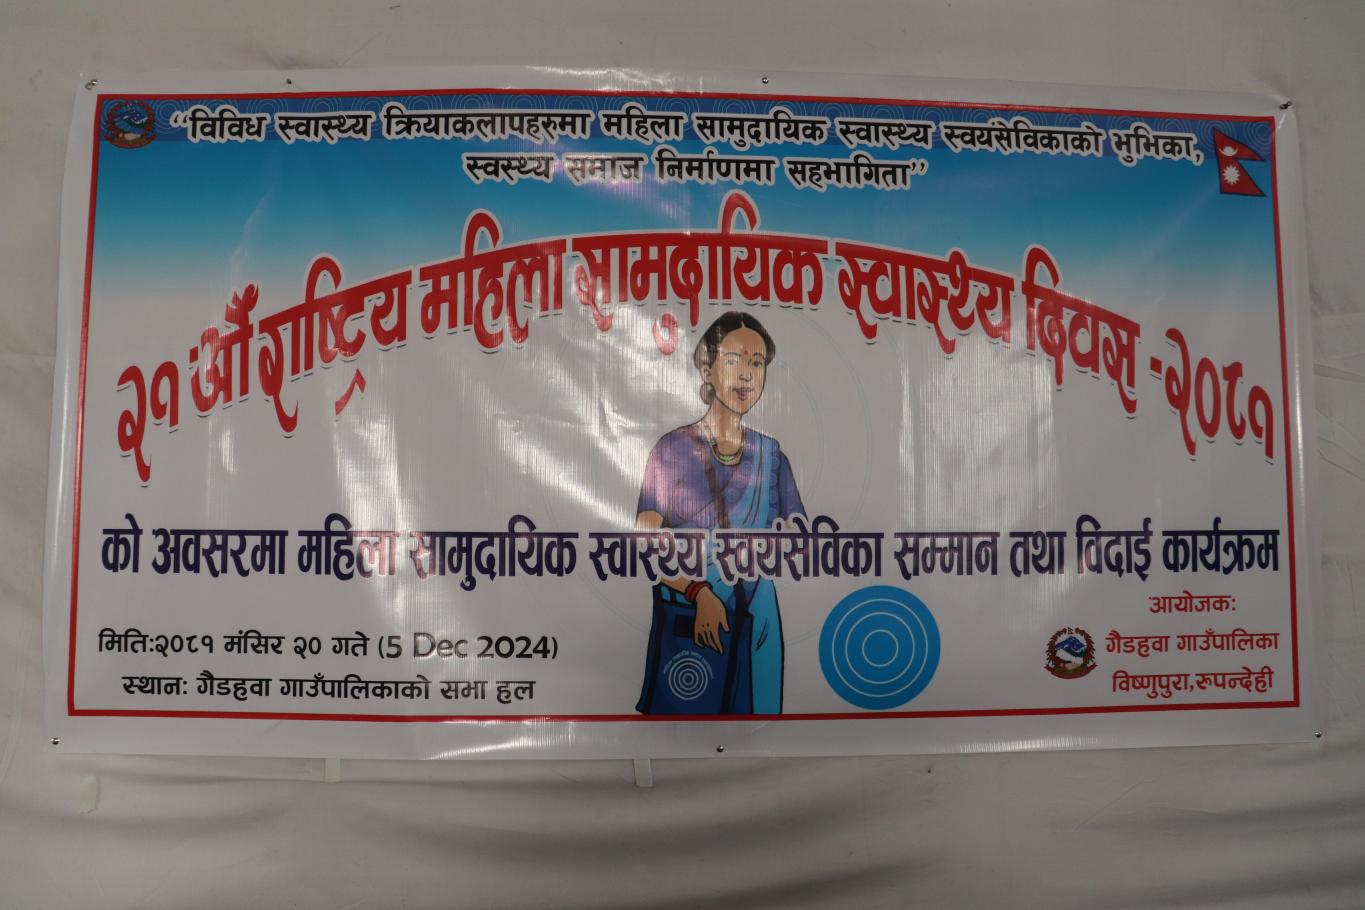 “विविध स्वास्थ्य क्रियाकलापहरुमा महिला सामुदायिक स्वास्थ्य स्वयंसेविकाको भुमिका,
स्वस्थ्य समाज निर्माणमा सहभागिता”
२१ औं राष्ट्रिय महिला सामुदायिक स्वास्थ्य दिवस -२०८१
को अवसरमा महिला सामुदायिक स्वास्थ्य स्वयंसेविका सम्मान तथा विदाई कार्यक्रम
मिति:२०८१ मंसिर २० गते (5 Dec 2024)
स्थान: गैडहवा गाउँपालिकाको सभा हल
आयोजक:
गैडहवा गाउँपालिका
विष्णुपुरा,रुपन्देही